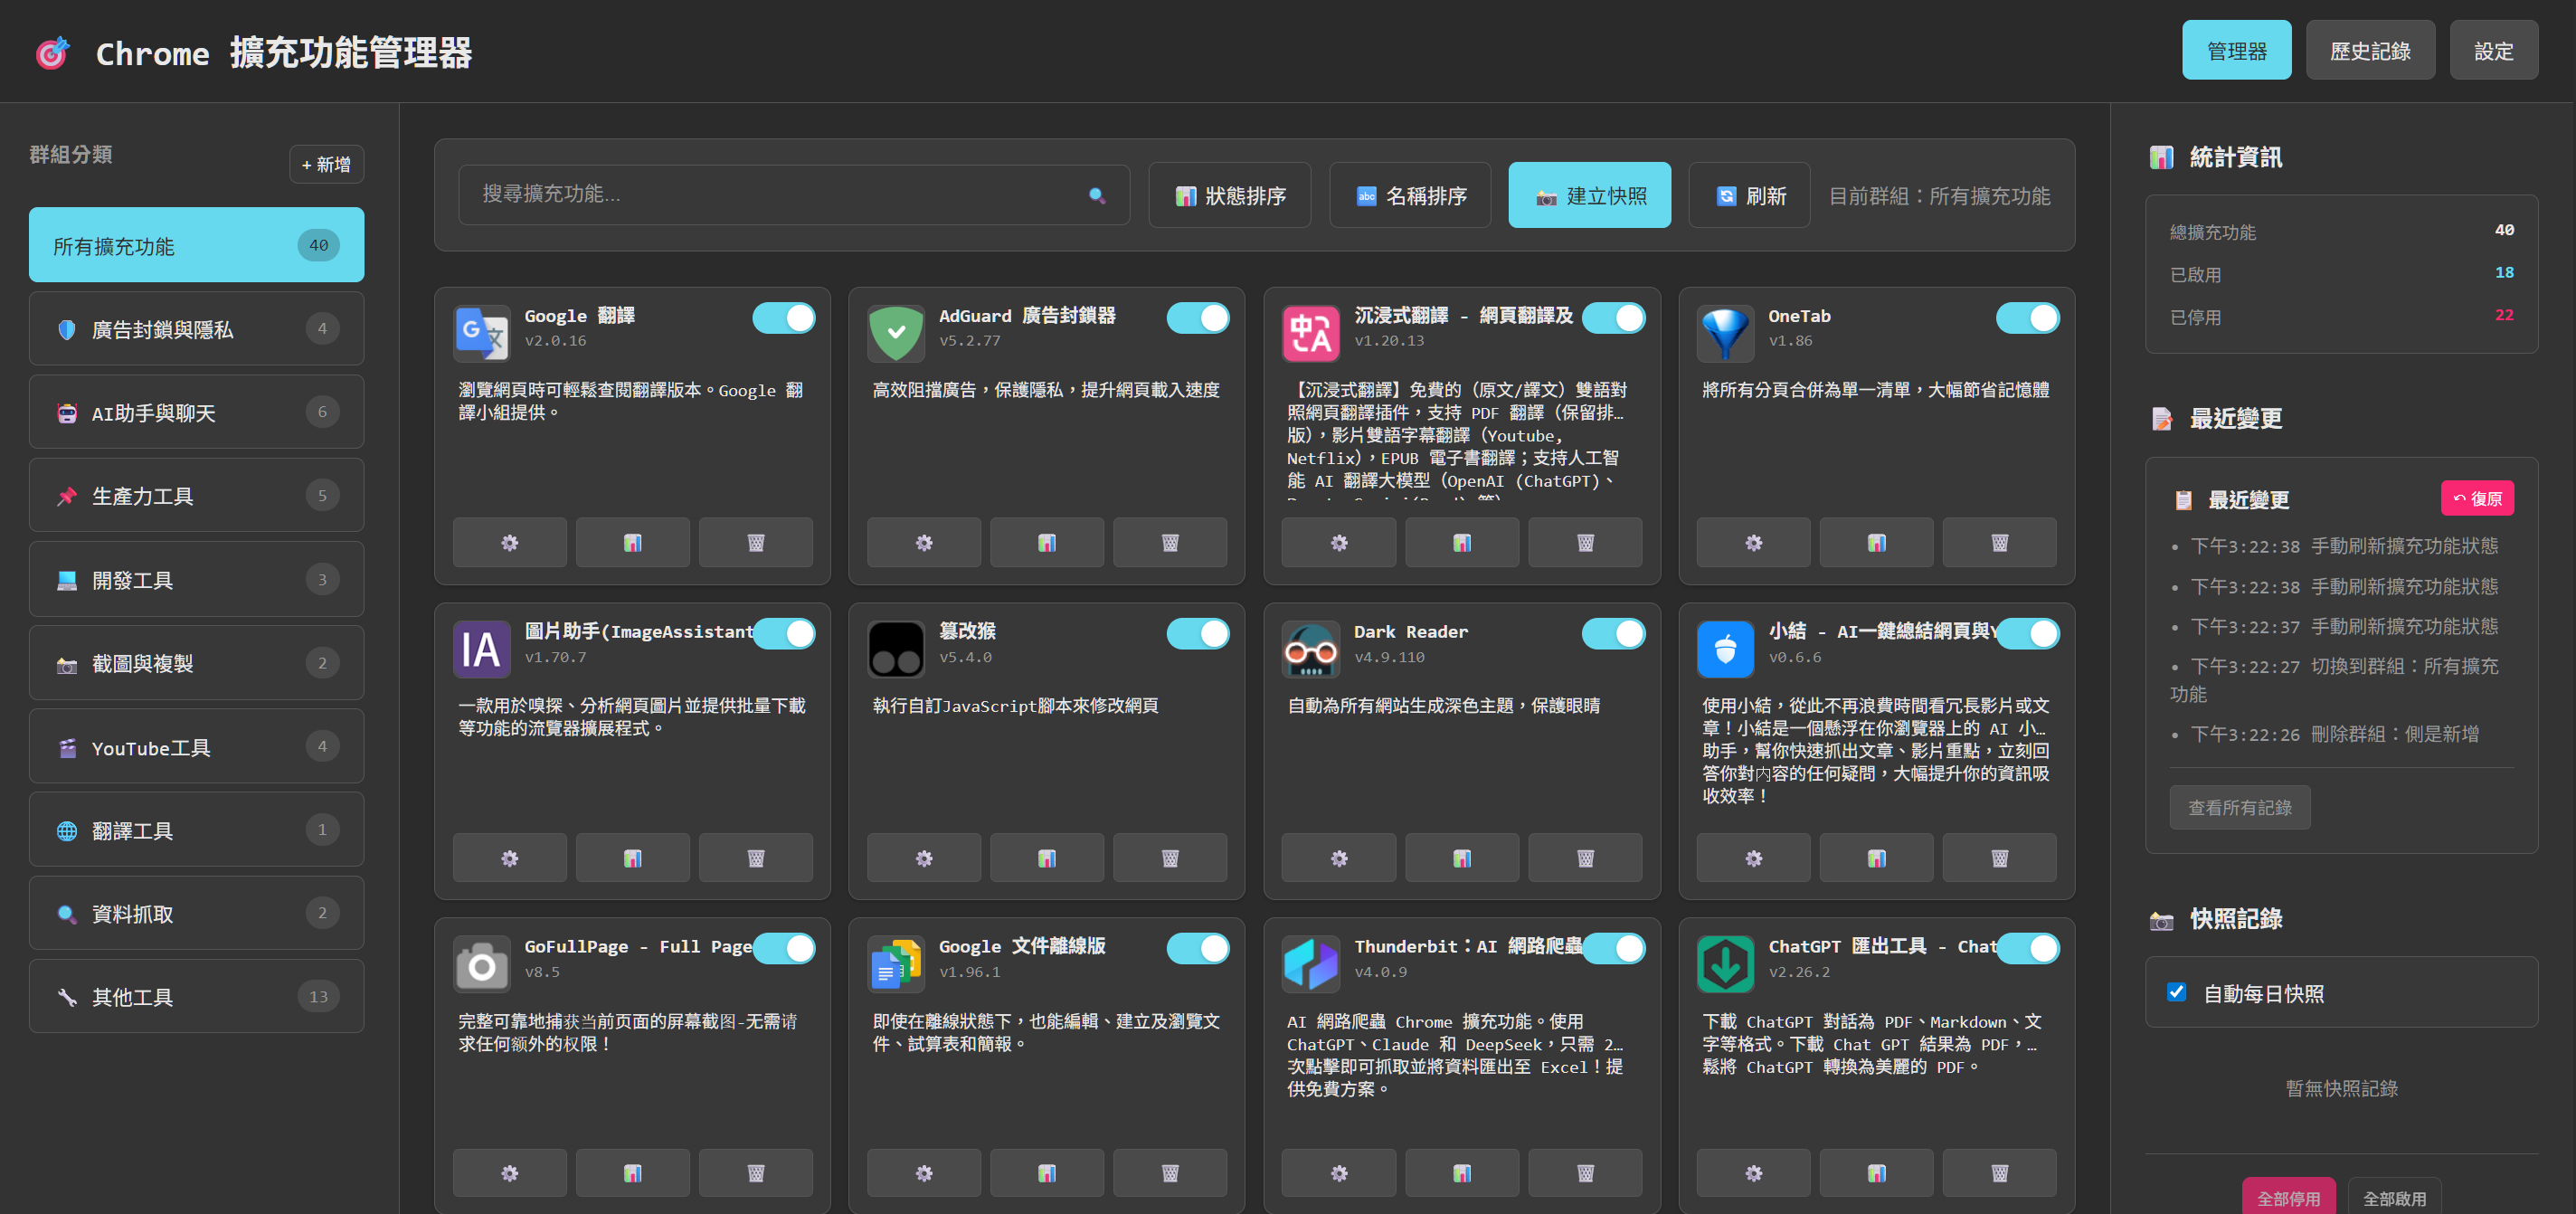 Chrome 擴充功能管理器
管理器
歷史記錄
設定
群組分類
+ 新增
所有擴充功能 40
廣告封鎖與隱私 4
AI助手與聊天 6
生產力工具 5
開發工具 3
截圖與複製 2
YouTube工具 4
翻譯工具 1
資料抓取 2
其他工具 13
搜尋擴充功能...
狀態排序
abc 名稱排序
建立快照
刷新
目前群組：所有擴充功能
Google 翻譯
v2.0.16
瀏覽網頁時可輕鬆查閱翻譯版本。Google 翻
譯小組提供。
AdGuard 廣告封鎖器
v5.2.77
高效阻擋廣告，保護隱私，提升網頁載入速度
沉浸式翻譯 - 網頁翻譯及
v1.20.13
【沉浸式翻譯】免費的（原文/譯文）雙語對
照網頁翻譯插件，支持 PDF 翻譯（保留排…
版），影片雙語字幕翻譯（Youtube,
Netflix），EPUB 電子書翻譯；支持人工智
能 AI 翻譯大模型（OpenAI (ChatGPT)、
OneTab
v1.86
將所有分頁合併為單一清單，大幅節省記憶體
IA
圖片助手(ImageAssistant
v1.70.7
一款用於嗅探、分析網頁圖片並提供批量下載
等功能的流覽器擴展程式。
篡改猴
v5.4.0
執行自訂JavaScript腳本來修改網頁
Dark Reader
v4.9.110
自動為所有網站生成深色主題，保護眼睛
小結 - AI一鍵總結網頁與Y
v0.6.6
使用小結，從此不再浪費時間看冗長影片或文
章！小結是一個懸浮在你瀏覽器上的 AI 小…
助手，幫你快速抓出文章、影片重點，立刻回
答你對內容的任何疑問，大幅提升你的資訊吸
收效率！
GoFullPage - Full Page
v8.5
完整可靠地捕获当前页面的屏幕截图-无需请
求任何额外的权限！
Google 文件離線版
v1.96.1
即使在離線狀態下，也能編輯、建立及瀏覽文
件、試算表和簡報。
Thunderbit：AI 網路爬蟲
v4.0.9
AI 網路爬蟲 Chrome 擴充功能。使用
ChatGPT、Claude 和 DeepSeek，只需 2…
次點擊即可抓取並將資料匯出至 Excel！提
供免費方案。
ChatGPT 匯出工具 - Chat
v2.26.2
下載 ChatGPT 對話為 PDF、Markdown、文
字等格式。下載 Chat GPT 結果為 PDF，…
鬆將 ChatGPT 轉換為美麗的 PDF。
統計資訊
總擴充功能 40
已啟用 18
已停用 22
最近變更
最近變更
復原
• 下午3:22:38 手動刷新擴充功能狀態
• 下午3:22:38 手動刷新擴充功能狀態
• 下午3:22:37 手動刷新擴充功能狀態
• 下午3:22:27 切換到群組：所有擴充
功能
• 下午3:22:26 刪除群組：側是新增
查看所有記錄
快照記錄
自動每日快照
暫無快照記錄
全部停用
全部啟用